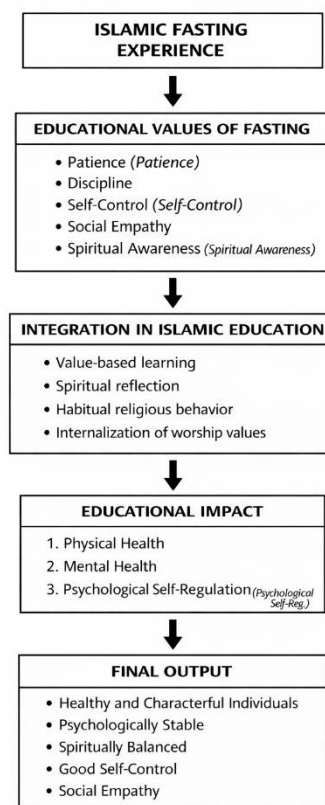 ISLAMIC FASTING
EXPERIENCE
EDUCATIONAL VALUES OF FASTING
• Patience (Patience)
• Discipline
• Self-Control (Self-Control)
• Social Empathy
• Spiritual Awareness (Spiritual Awareness)
INTEGRATION IN ISLAMIC EDUCATION
• Value-based learning
• Spiritual reflection
• Habitual religious behavior
• Internalization of worship values
EDUCATIONAL IMPACT
1. Physical Health
2. Mental Health
3. Psychological Self-Regulation (Psychological
Self-Reg.)
FINAL OUTPUT
• Healthy and Characterful Individuals
• Psychologically Stable
• Spiritually Balanced
• Good Self-Control
• Social Empathy